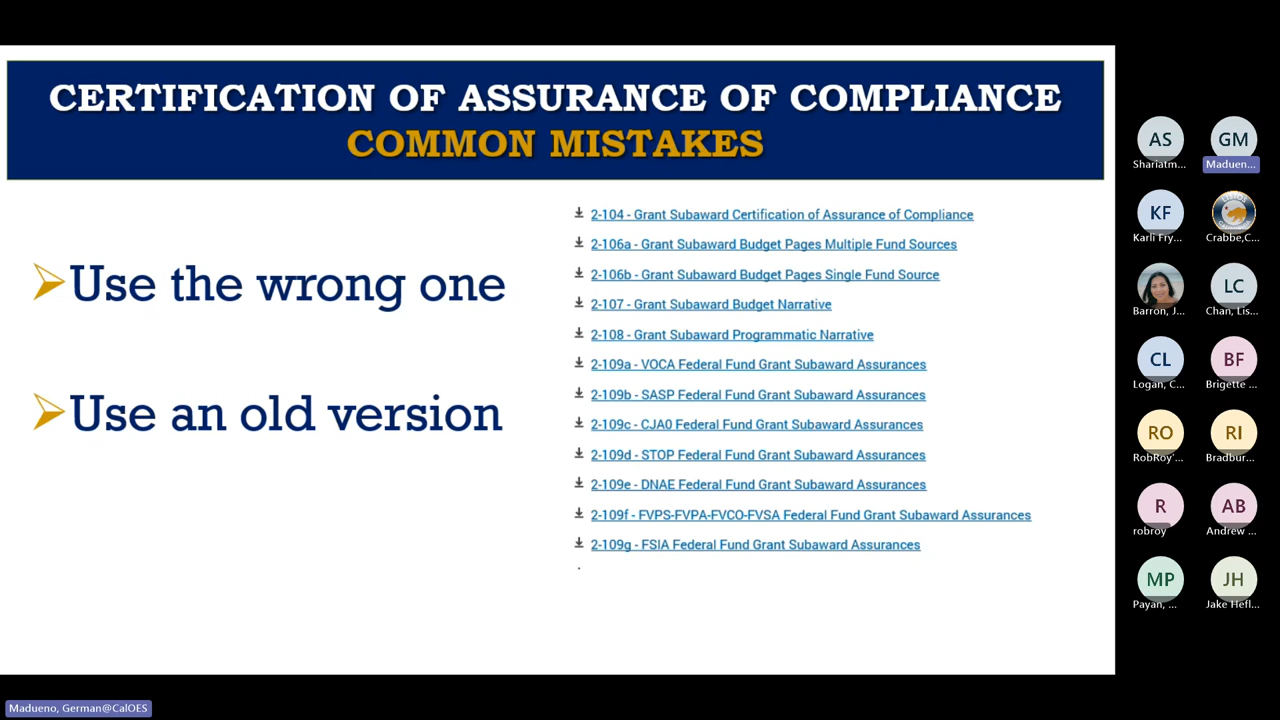 CERTIFICATION OF ASSURANCE OF COMPLIANCE
COMMON MISTAKES
➢Use the wrong one
➢Use an old version
2-104 - Grant Subaward Certification of Assurance of Compliance
2-106a - Grant Subaward Budget Pages Multiple Fund Sources
2-106b - Grant Subaward Budget Pages Single Fund Source
2-107 - Grant Subaward Budget Narrative
2-108 - Grant Subaward Programmatic Narrative
2-109a - VOCA Federal Fund Grant Subaward Assurances
2-109b - SASP Federal Fund Grant Subaward Assurances
2-109c - CJA0 Federal Fund Grant Subaward Assurances
2-109d - STOP Federal Fund Grant Subaward Assurances
2-109e - DNAE Federal Fund Grant Subaward Assurances
2-109f - FVPS-FVPA-FVCO-FVSA Federal Fund Grant Subaward Assurances
2-109g - FSIA Federal Fund Grant Subaward Assurances
AS
Shariatm...
GM
Maduen...
KF
Karli Fry...
Crabbe,C...
Barron, J...
LC
Chan, Lis...
CL
Logan, C...
BF
Brigette ...
RO
RobRoy'...
RI
Bradbur...
R
robroy
AB
Andrew ...
MP
Payan, ...
JH
Jake Hefl...
Madueno, German@CalOES